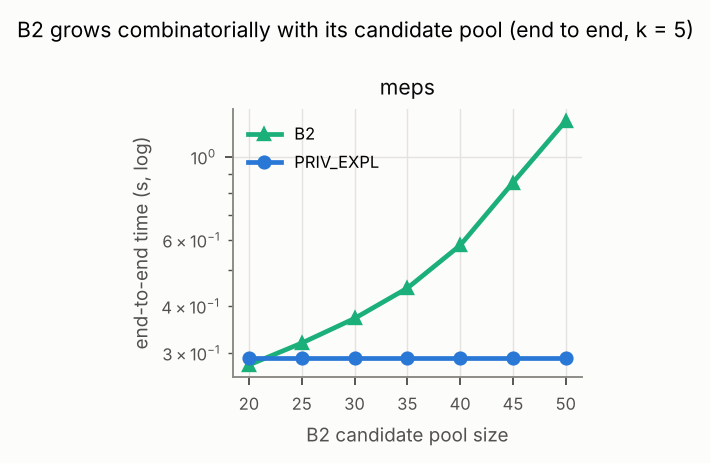 B2 grows combinatorially with its candidate pool (end to end, k = 5)
meps
B2
PRIV_EXPL
end-to-end time (s, log)
10⁰
6 × 10⁻¹
4 × 10⁻¹
3 × 10⁻¹
20 25 30 35 40 45 50
B2 candidate pool size